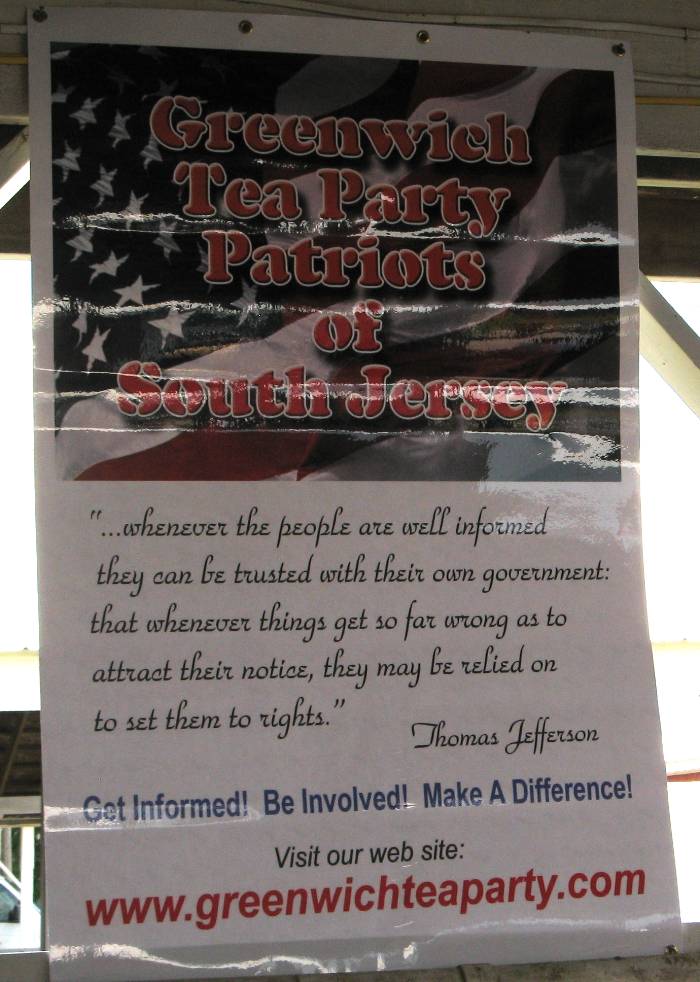 Greenwich
Tea Party
Patriots
of
South Jersey
"...whenever the people are well informed
they can be trusted with their own government:
that whenever things get so far wrong as to
attract their notice, they may be relied on
to set them to rights."
Thomas Jefferson
Get Informed! Be Involved! Make A Difference!
Visit our web site:
www.greenwichteaparty.com